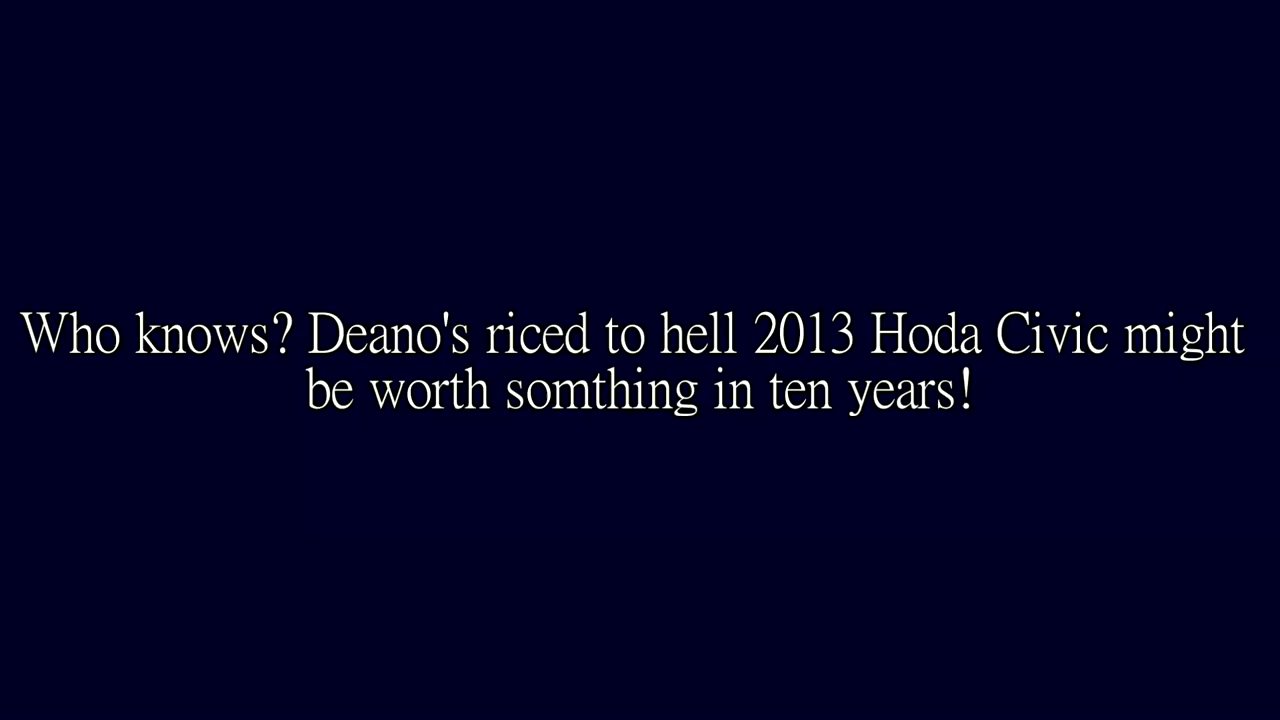 Who knows? Deano's riced to hell 2013 Hoda Civic might
be worth somthing in ten years!